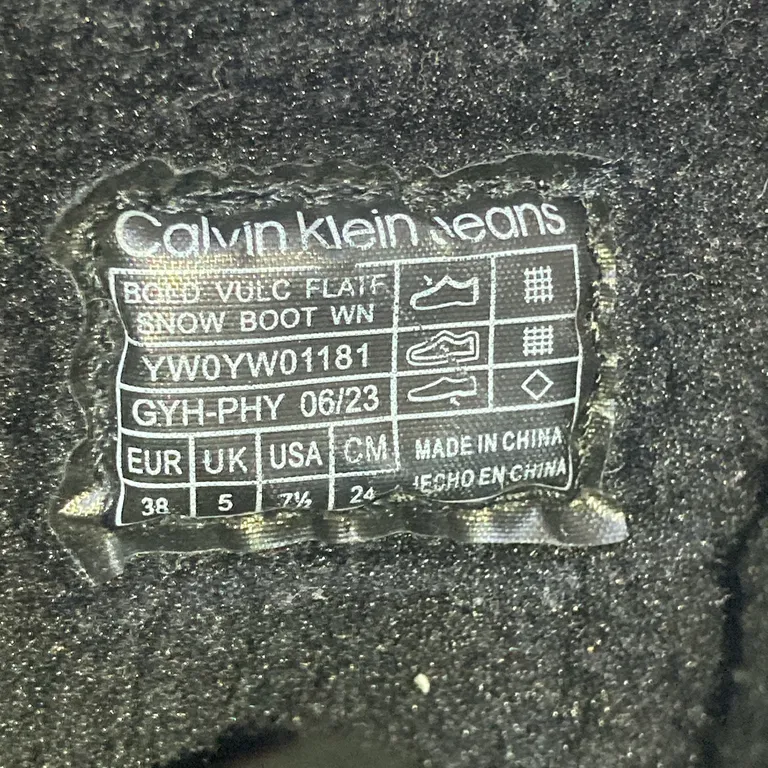 Calvin Klein Jeans
BOLD VULC FLATF
SNOW BOOT WN
YW0YW01181
GYH-PHY 06/23
EUR UK USA CM
38 5 7½ 24
MADE IN CHINA
HECHO EN CHINA